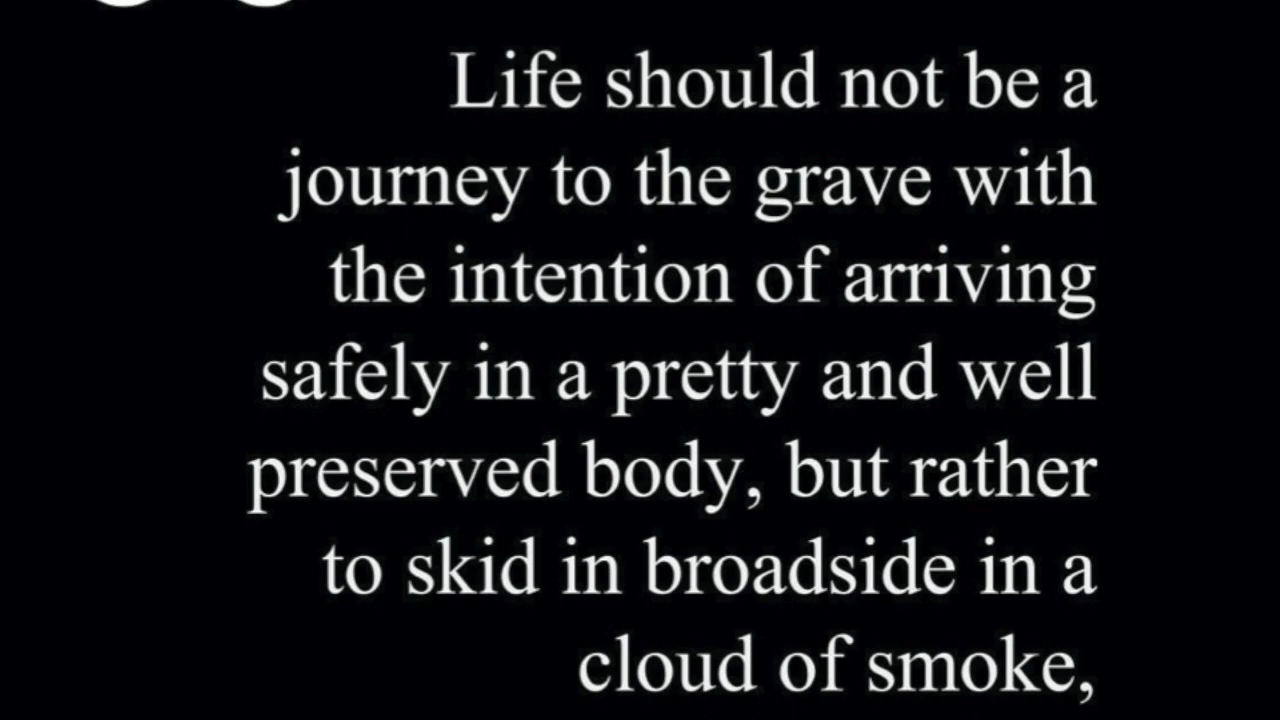 Life should not be a
journey to the grave with
the intention of arriving
safely in a pretty and well
preserved body, but rather
to skid in broadside in a
cloud of smoke,